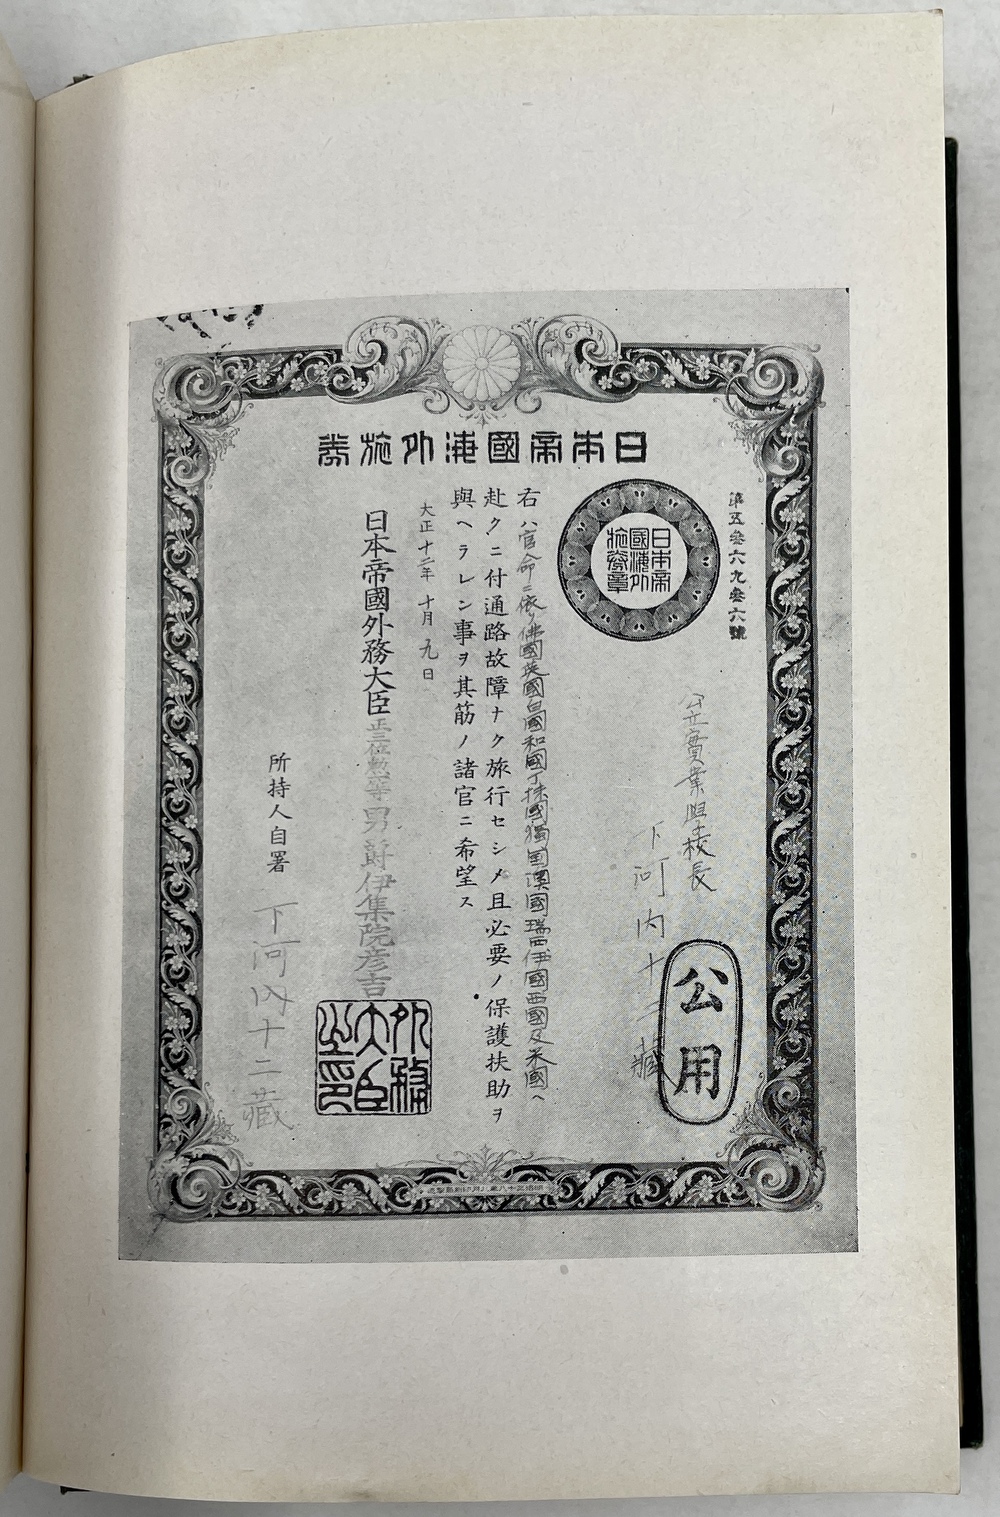 日本帝國海外旅券
第五参六九参六號
日本帝
國海外
旅券章
公立實業學校長
下河内十二藏
公用
右ハ官命ニ依リ佛國英國白國和國丁抹國獨國澳國瑞西伊國西國及米國ヘ
赴クニ付通路故障ナク旅行セシメ且必要ノ保護扶助ヲ
與ヘラレン事ヲ其筋ノ諸官ニ希望ス
大正十二年十月九日
日本帝國外務大臣正三位勲一等男爵伊集院彦吉
外務
大臣
之印
所持人自署
下河内十二藏